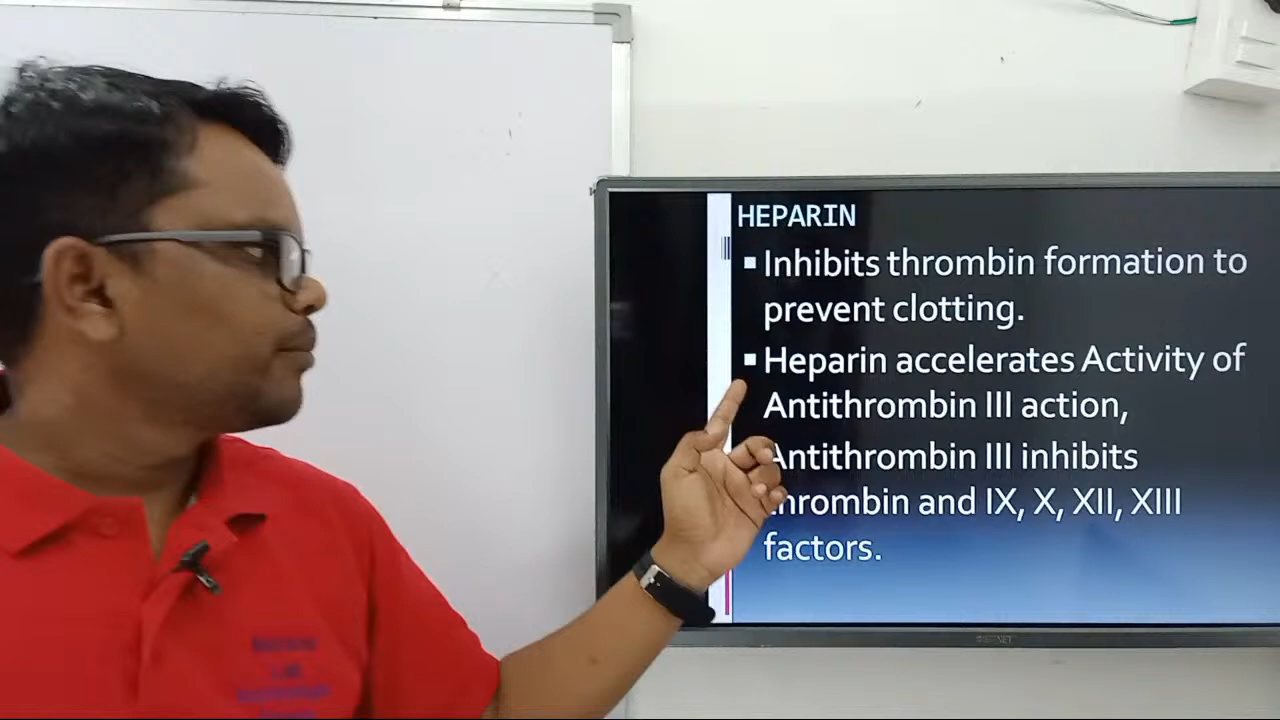 HEPARIN
▪ Inhibits thrombin formation to
prevent clotting.
▪ Heparin accelerates Activity of
Antithrombin III action,
Antithrombin III inhibits
thrombin and IX, X, XII, XIII
factors.